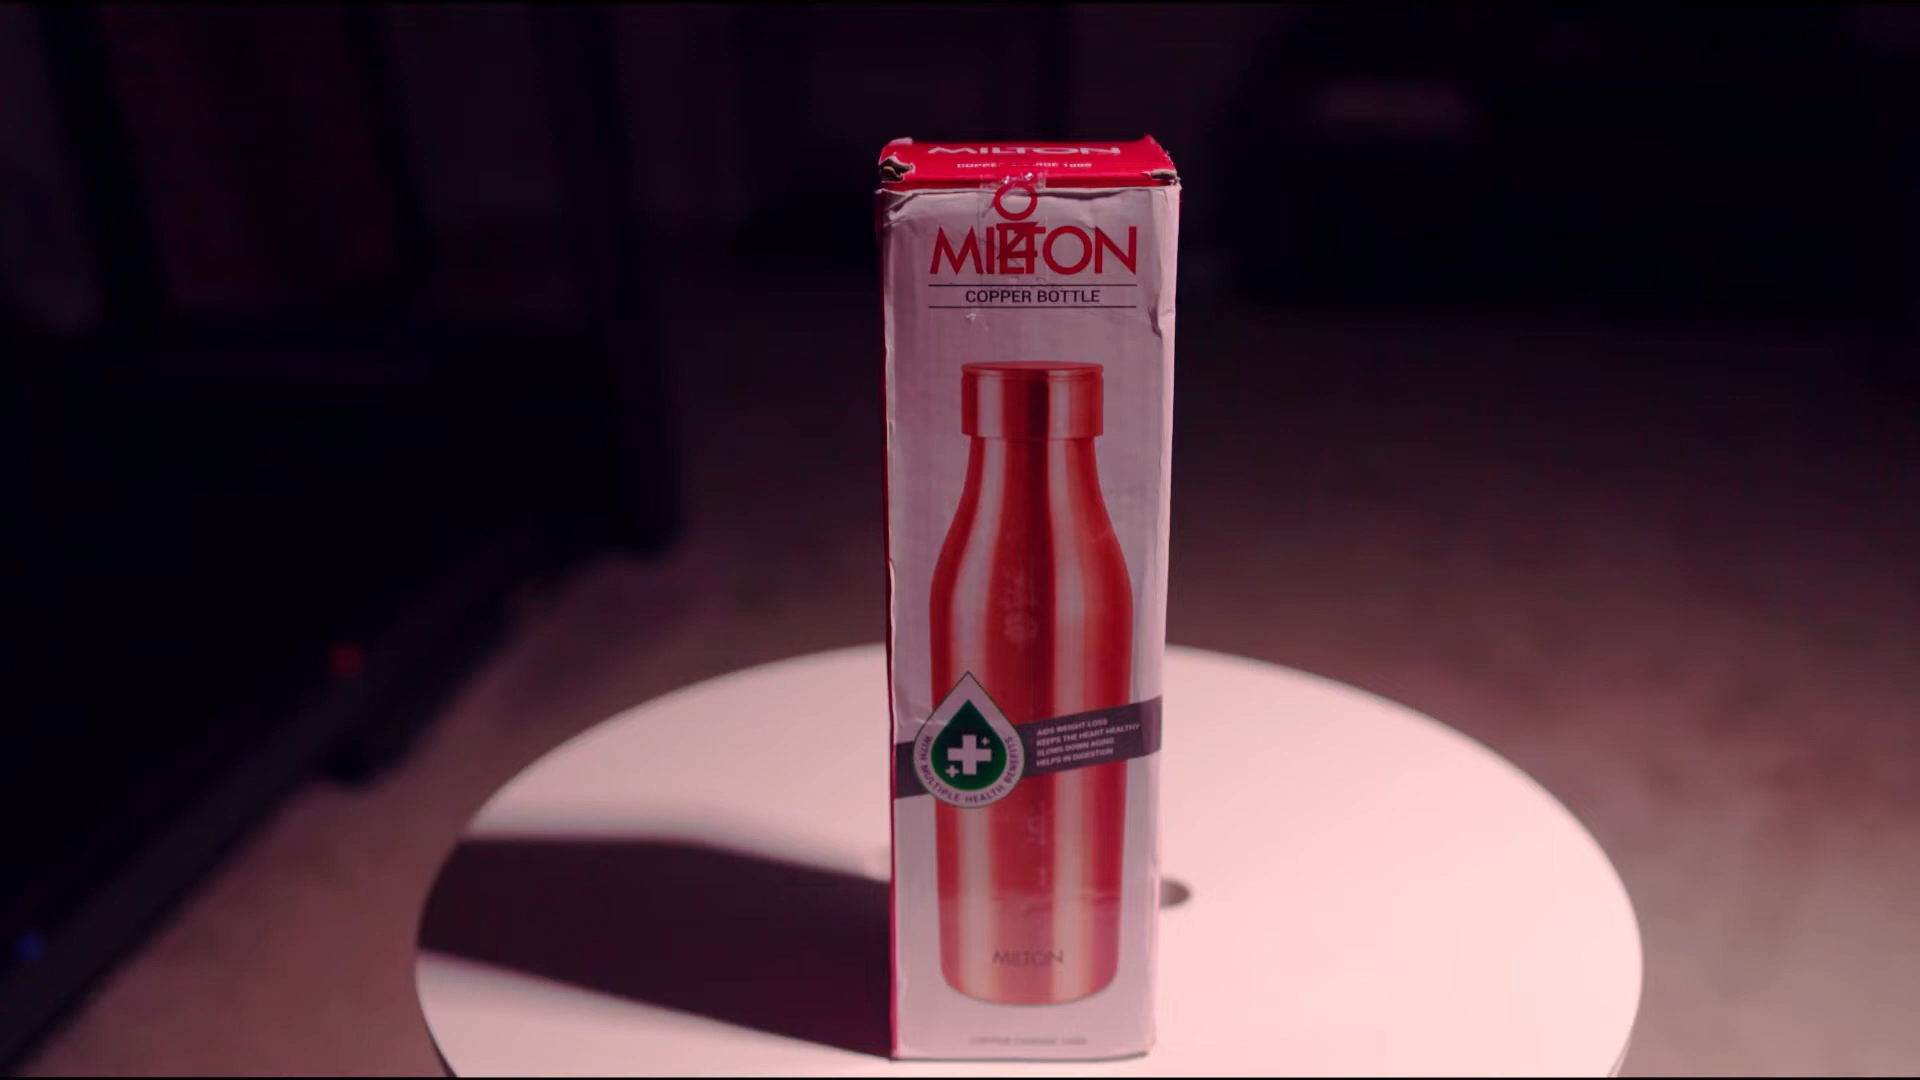 MILTON
MILTON
COPPER BOTTLE
AIDS WEIGHT LOSS
KEEPS THE HEART HEALTHY
SLOWS DOWN AGING
HELPS IN DIGESTION
WITH MULTIPLE HEALTH BENEFITS
MILTON